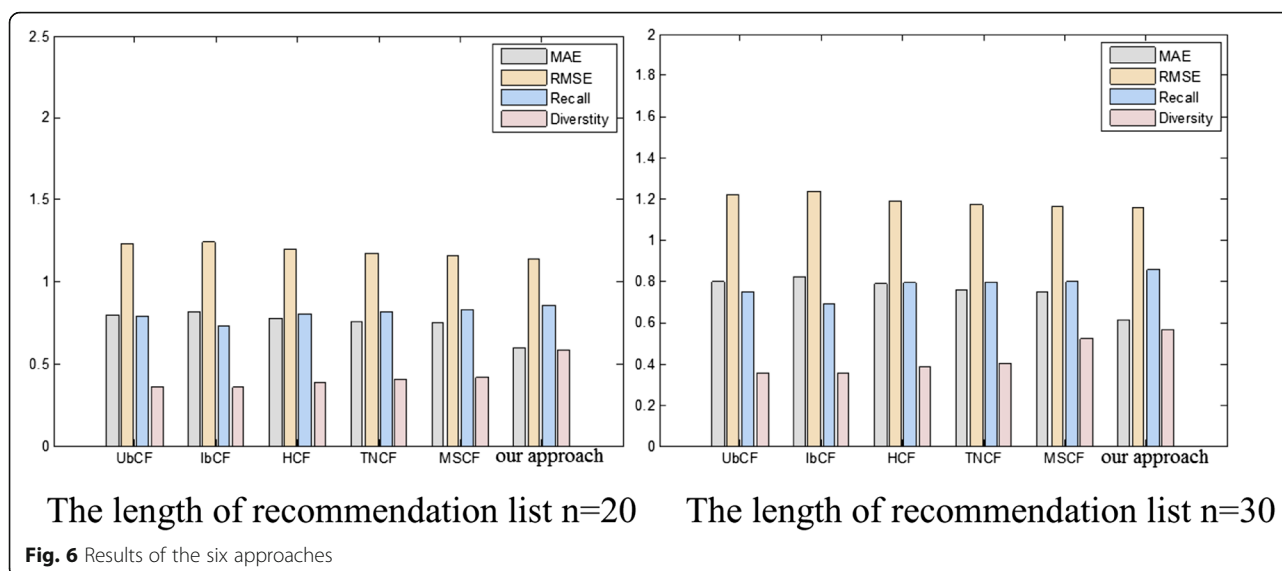 2.5
2
1.5
1
0.5
0
MAE
RMSE
Recall
Diverstity
UbCF IbCF HCF TNCF MSCF our approach
The length of recommendation list n=20
2
1.8
1.6
1.4
1.2
1
0.8
0.6
0.4
0.2
0
MAE
RMSE
Recall
Diversity
UbCF IbCF HCF TNCF MSCF our approach
The length of recommendation list n=30
Fig. 6 Results of the six approaches